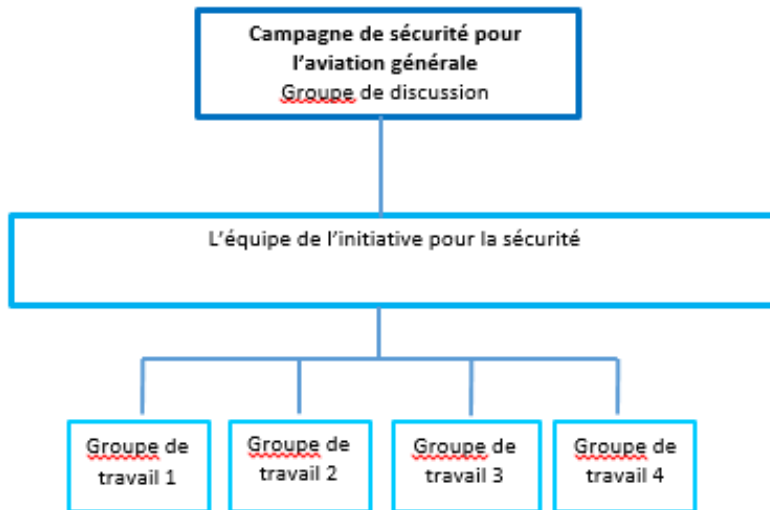 Campagne de sécurité pour
l’aviation générale
Groupe de discussion
L’équipe de l’initiative pour la sécurité
Groupe de
travail 1
Groupe de
travail 2
Groupe de
travail 3
Groupe de
travail 4